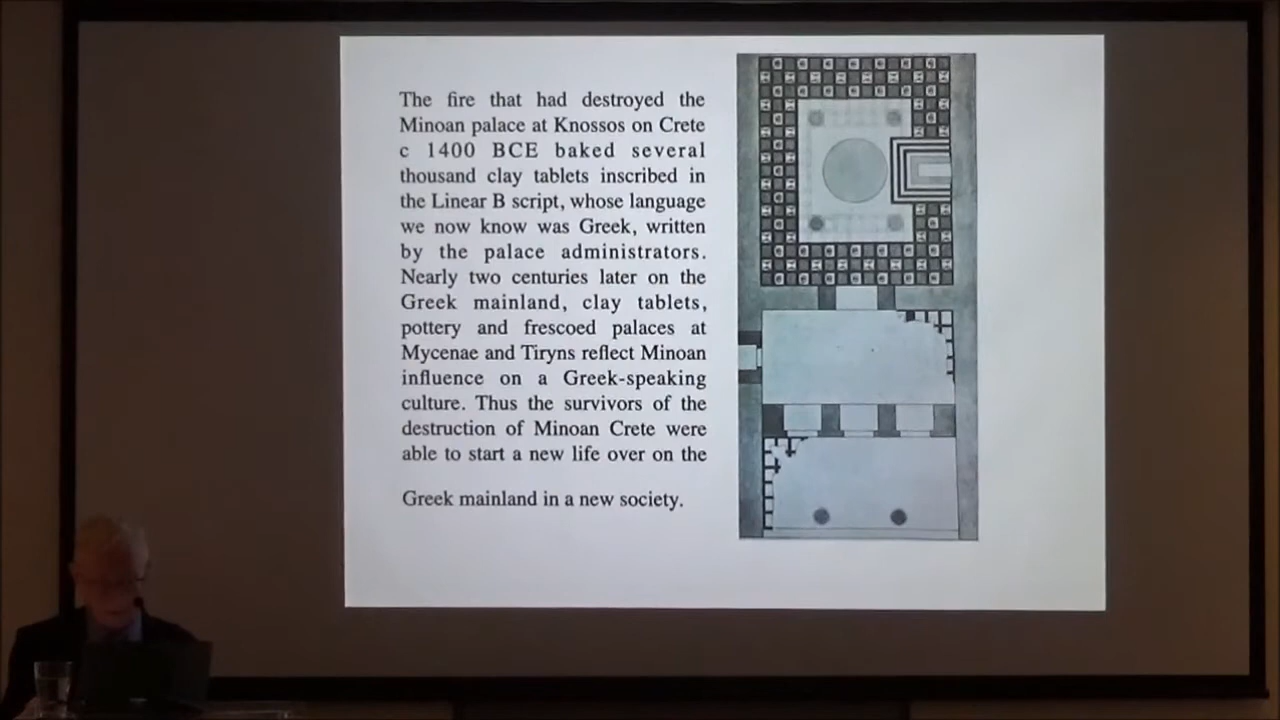 The fire that had destroyed the
Minoan palace at Knossos on Crete
c 1400 BCE baked several
thousand clay tablets inscribed in
the Linear B script, whose language
we now know was Greek, written
by the palace administrators.
Nearly two centuries later on the
Greek mainland, clay tablets,
pottery and frescoed palaces at
Mycenae and Tiryns reflect Minoan
influence on a Greek-speaking
culture. Thus the survivors of the
destruction of Minoan Crete were
able to start a new life over on the
Greek mainland in a new society.